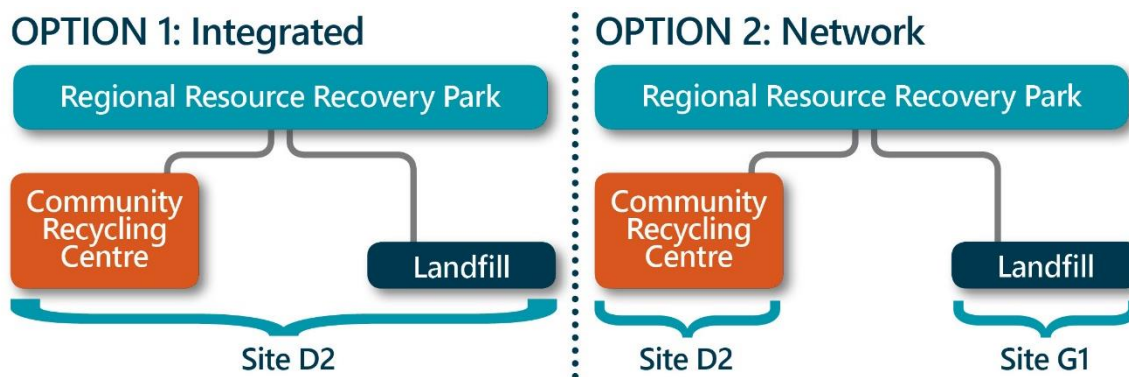 OPTION 1: Integrated
Regional Resource Recovery Park
Community
Recycling
Centre
Landfill
Site D2
OPTION 2: Network
Regional Resource Recovery Park
Community
Recycling
Centre
Landfill
Site D2
Site G1